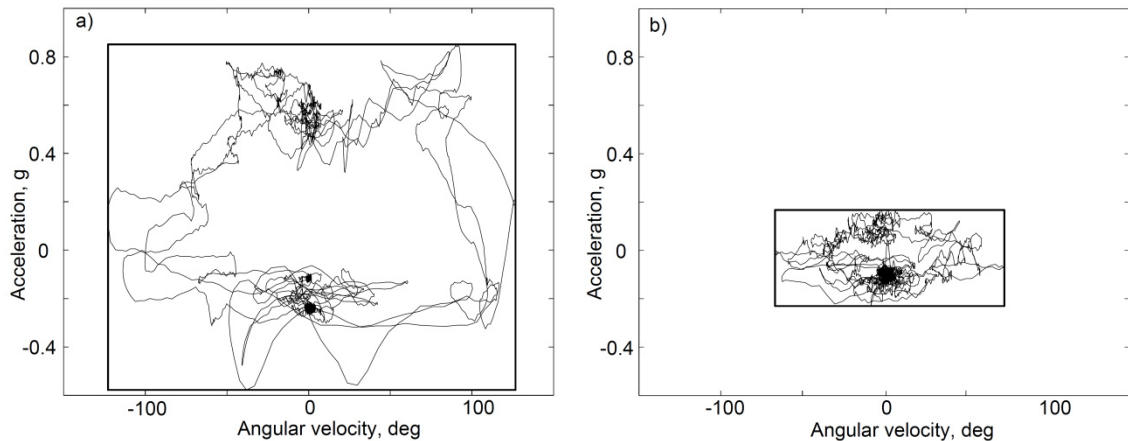 a)
0.8
0.4
0
-0.4
Acceleration, g
-100
0
100
Angular velocity, deg
b)
0.8
0.4
0
-0.4
Acceleration, g
-100
0
100
Angular velocity, deg